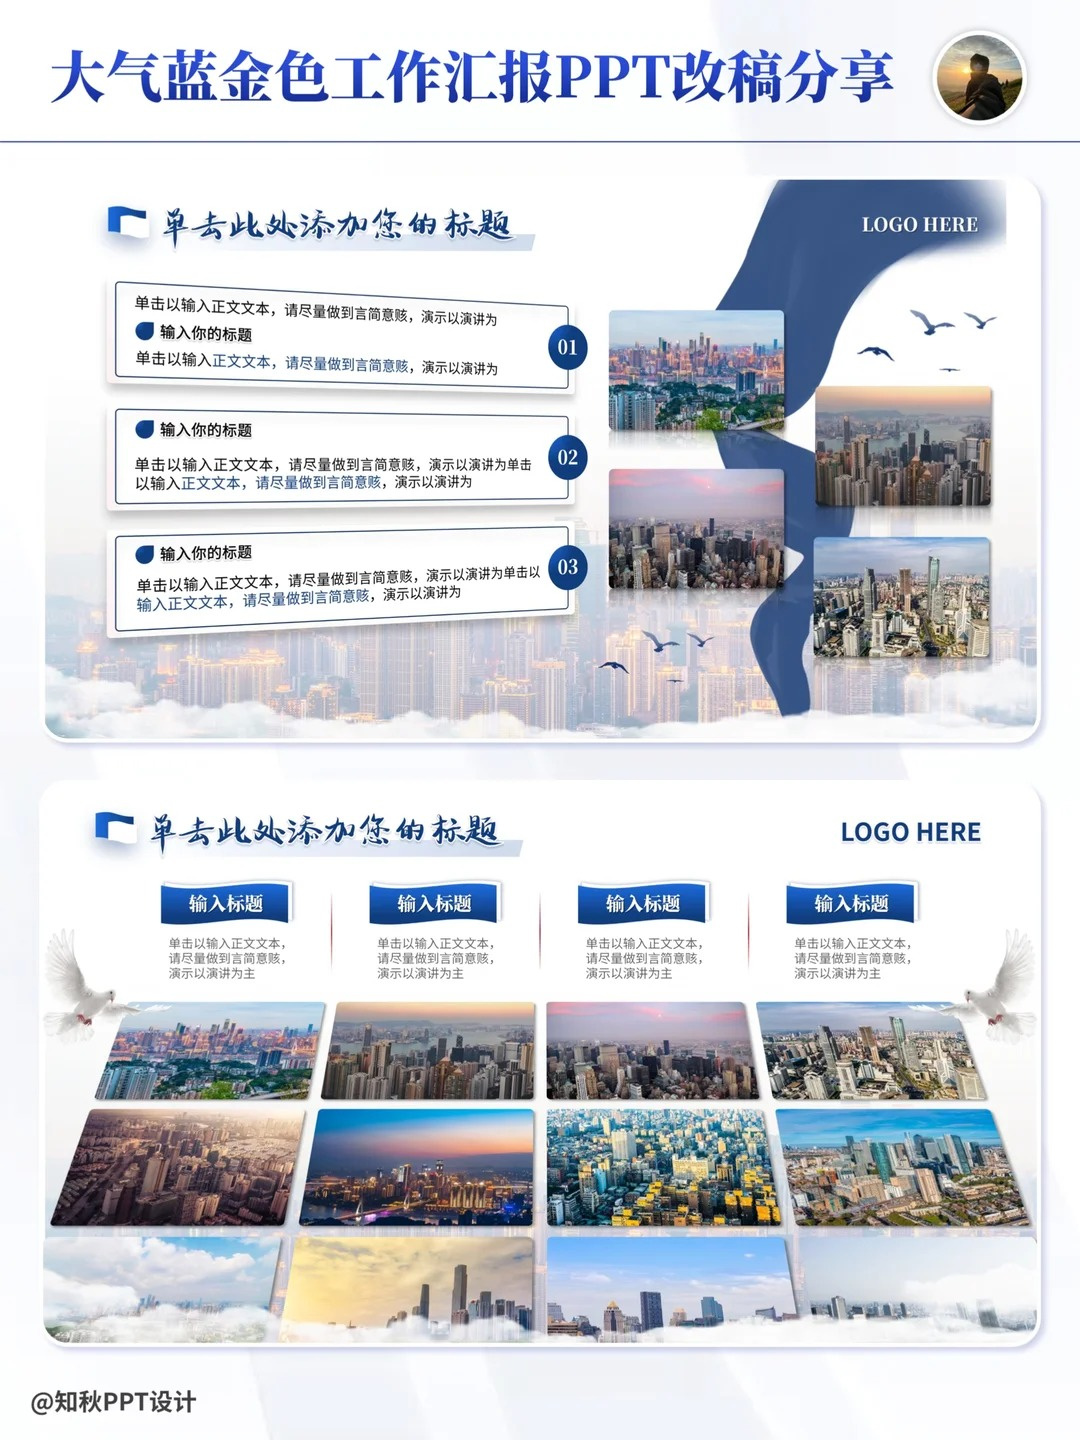 大气蓝金色工作汇报PPT改稿分享
单击此处添加您的标题
LOGO HERE
单击以输入正文文本，请尽量做到言简意赅，演示以演讲为
输入你的标题
单击以输入正文文本，请尽量做到言简意赅，演示以演讲为
01
输入你的标题
单击以输入正文文本，请尽量做到言简意赅，演示以演讲为单击
以输入正文文本，请尽量做到言简意赅，演示以演讲为
02
输入你的标题
单击以输入正文文本，请尽量做到言简意赅，演示以演讲为单击以
输入正文文本，请尽量做到言简意赅，演示以演讲为
03
单击此处添加您的标题
LOGO HERE
输入标题
单击以输入正文文本，
请尽量做到言简意赅，
演示以演讲为主
输入标题
单击以输入正文文本，
请尽量做到言简意赅，
演示以演讲为主
输入标题
单击以输入正文文本，
请尽量做到言简意赅，
演示以演讲为主
输入标题
单击以输入正文文本，
请尽量做到言简意赅，
演示以演讲为主
@知秋PPT设计